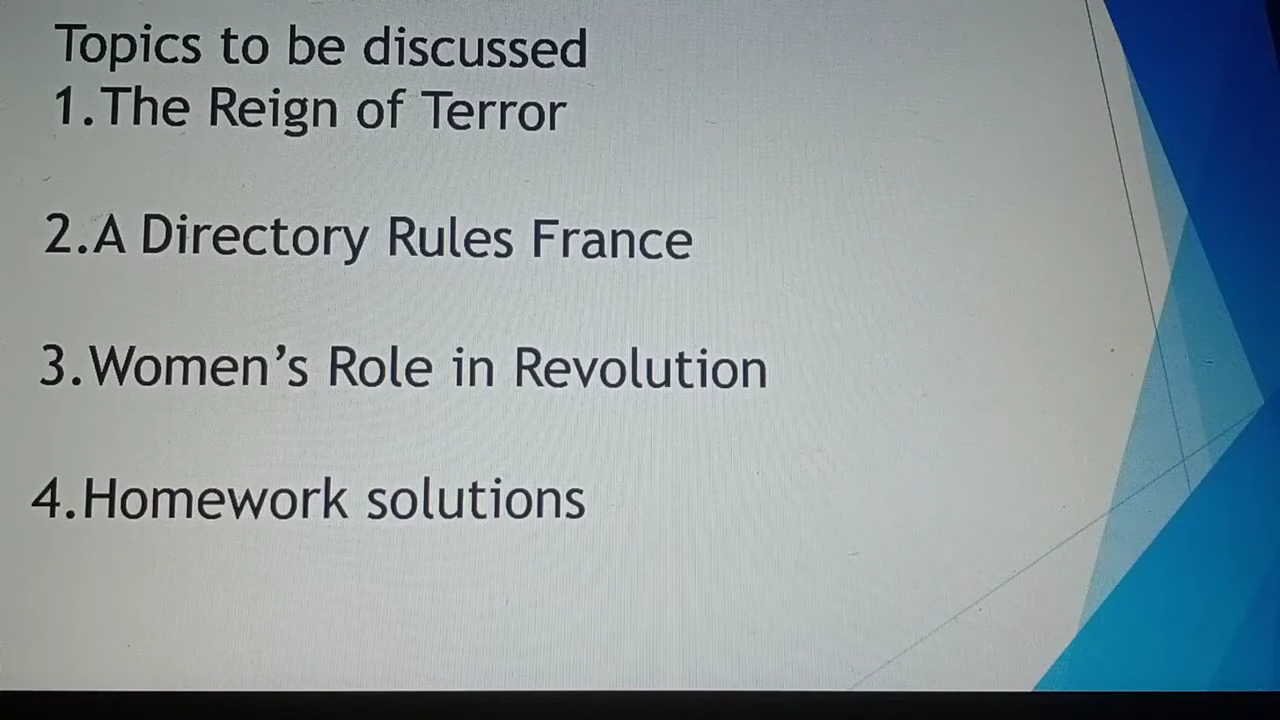 Topics to be discussed
1.The Reign of Terror
2.A Directory Rules France
3.Women's Role in Revolution
4.Homework solutions